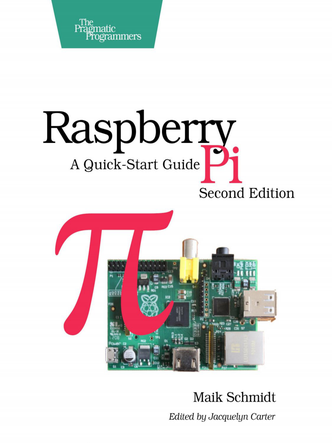 The
Pragmatic
Programmers
Raspberry
Pi
A Quick-Start Guide
Second Edition
π
Maik Schmidt
Edited by Jacquelyn Carter